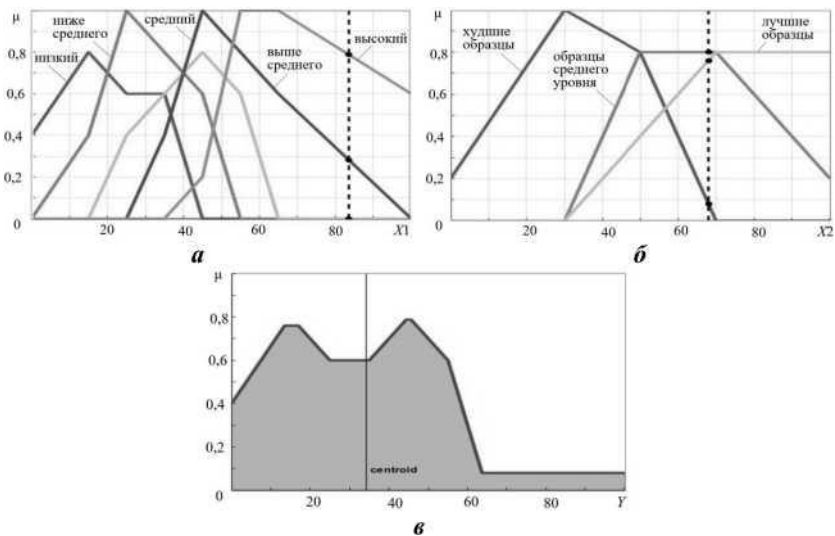 μ
низкий
0,8
0,6
0,4
0,2
0
ниже
среднего
средний
выше
среднего
высокий
20
40
60
80
X1
а
μ
0,8
0,6
0,4
0,2
0
худшие
образцы
образцы
среднего
уровня
лучшие
образцы
20
40
60
80
X2
б
μ
0,8
0,6
0,4
0,2
0
centroid
20
40
60
80
Y
в